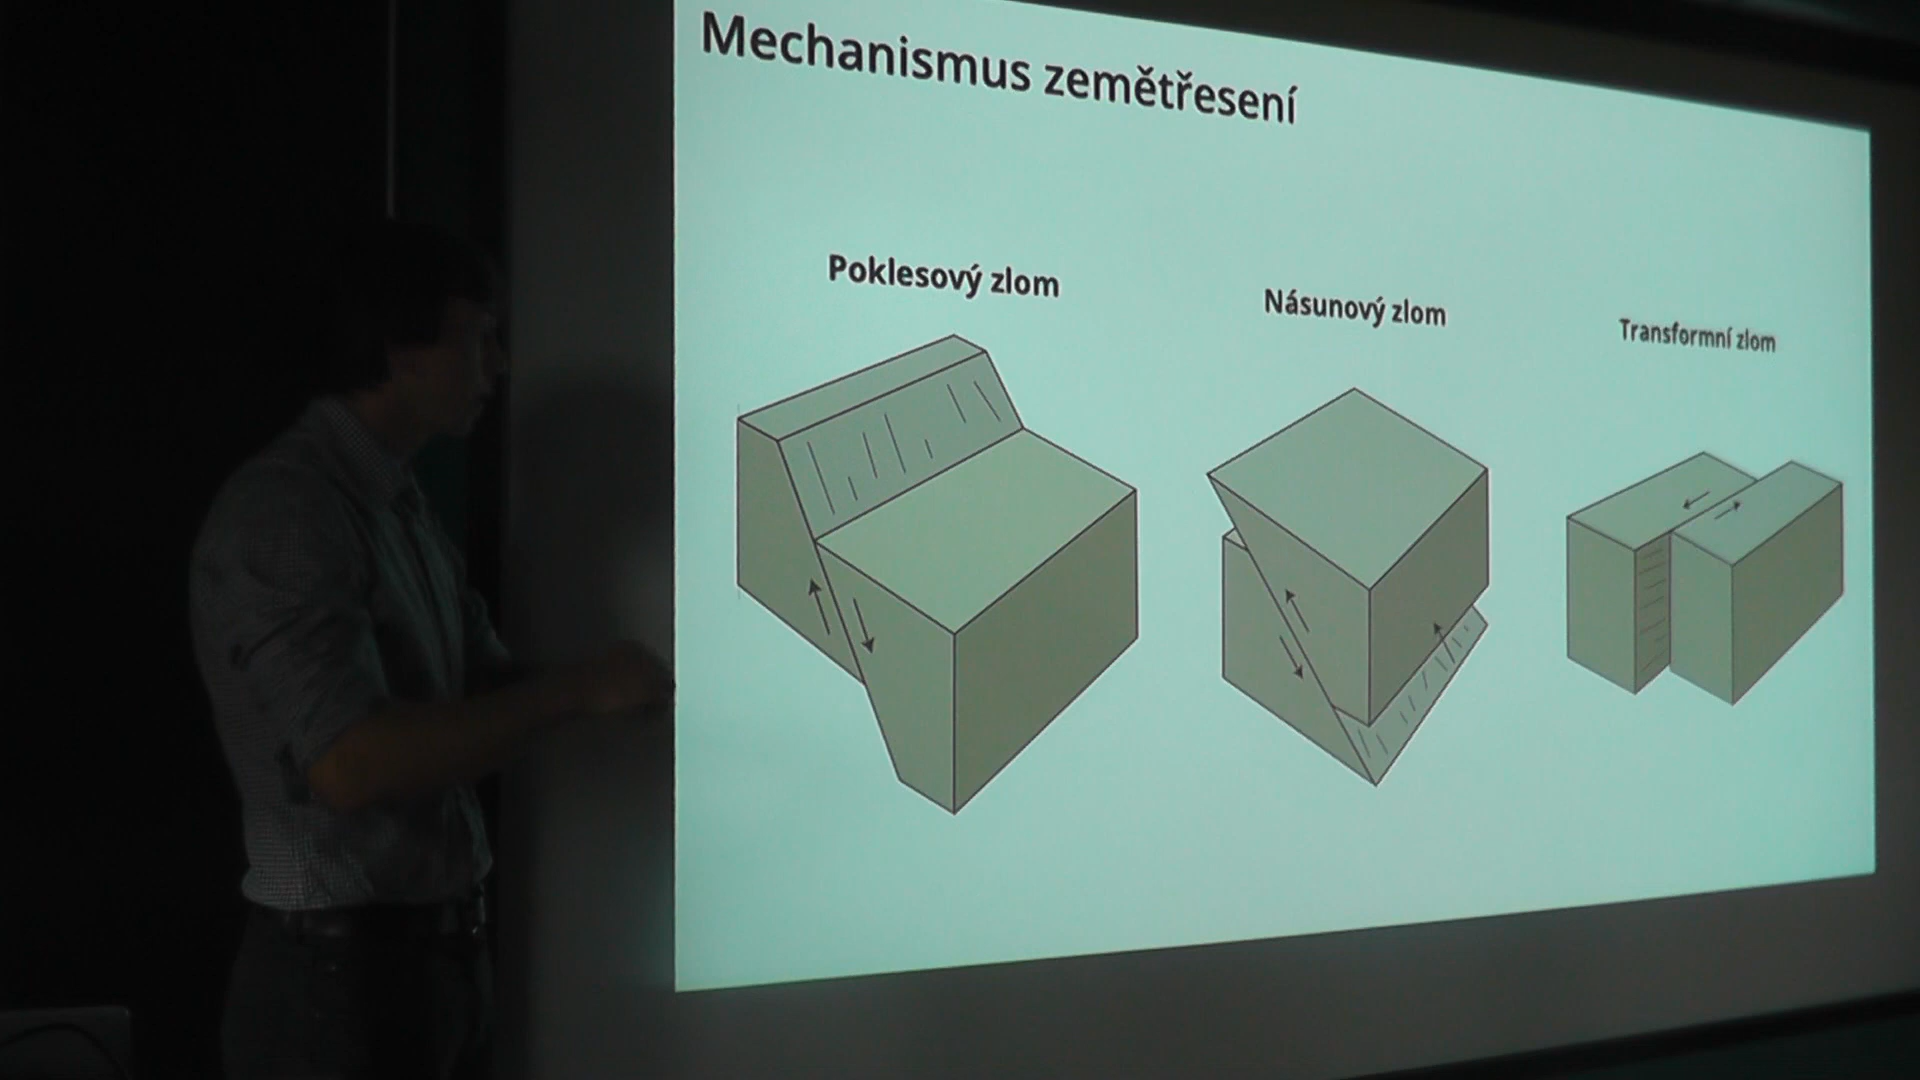 Mechanismus zemětřesení
Poklesový zlom
Násunový zlom
Transformní zlom